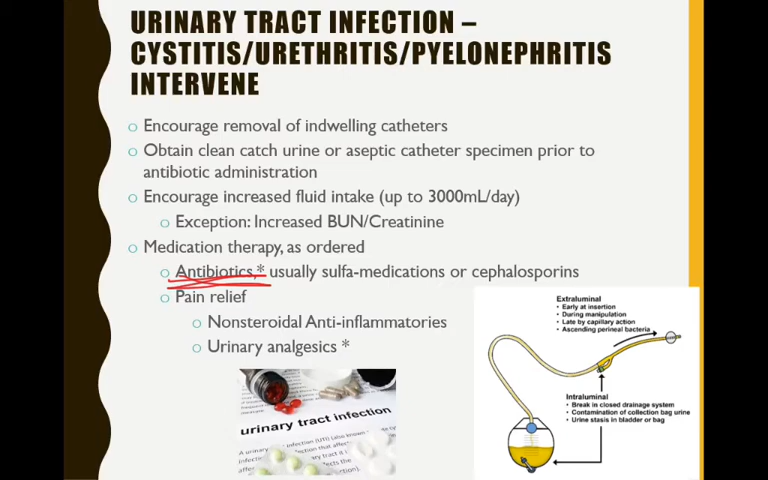 URINARY TRACT INFECTION –
CYSTITIS/URETHRITIS/PYELONEPHRITIS
INTERVENE
Encourage removal of indwelling catheters
Obtain clean catch urine or aseptic catheter specimen prior to
antibiotic administration
Encourage increased fluid intake (up to 3000mL/day)
Exception: Increased BUN/Creatinine
Medication therapy, as ordered
Antibiotics,* usually sulfa-medications or cephalosporins
Pain relief
Nonsteroidal Anti-inflammatories
Urinary analgesics *
Extraluminal
• Early at insertion
• During manipulation
• Late by capillary action
• Ascending perineal bacteria
Intraluminal
• Break in closed drainage system
• Contamination of collection bag urine
• Urine stasis in bladder or bag
urinary tract infection